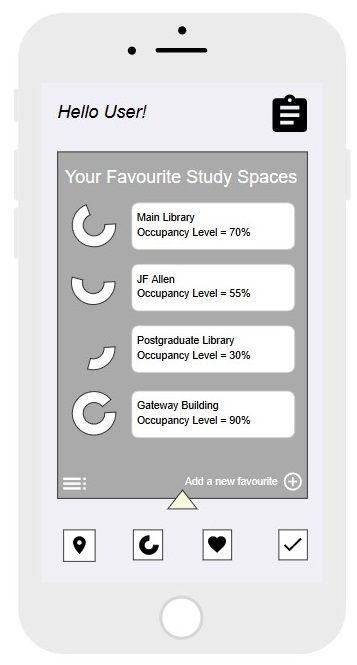 Hello User!
Your Favourite Study Spaces
Main Library
Occupancy Level = 70%
JF Allen
Occupancy Level = 55%
Postgraduate Library
Occupancy Level = 30%
Gateway Building
Occupancy Level = 90%
Add a new favourite